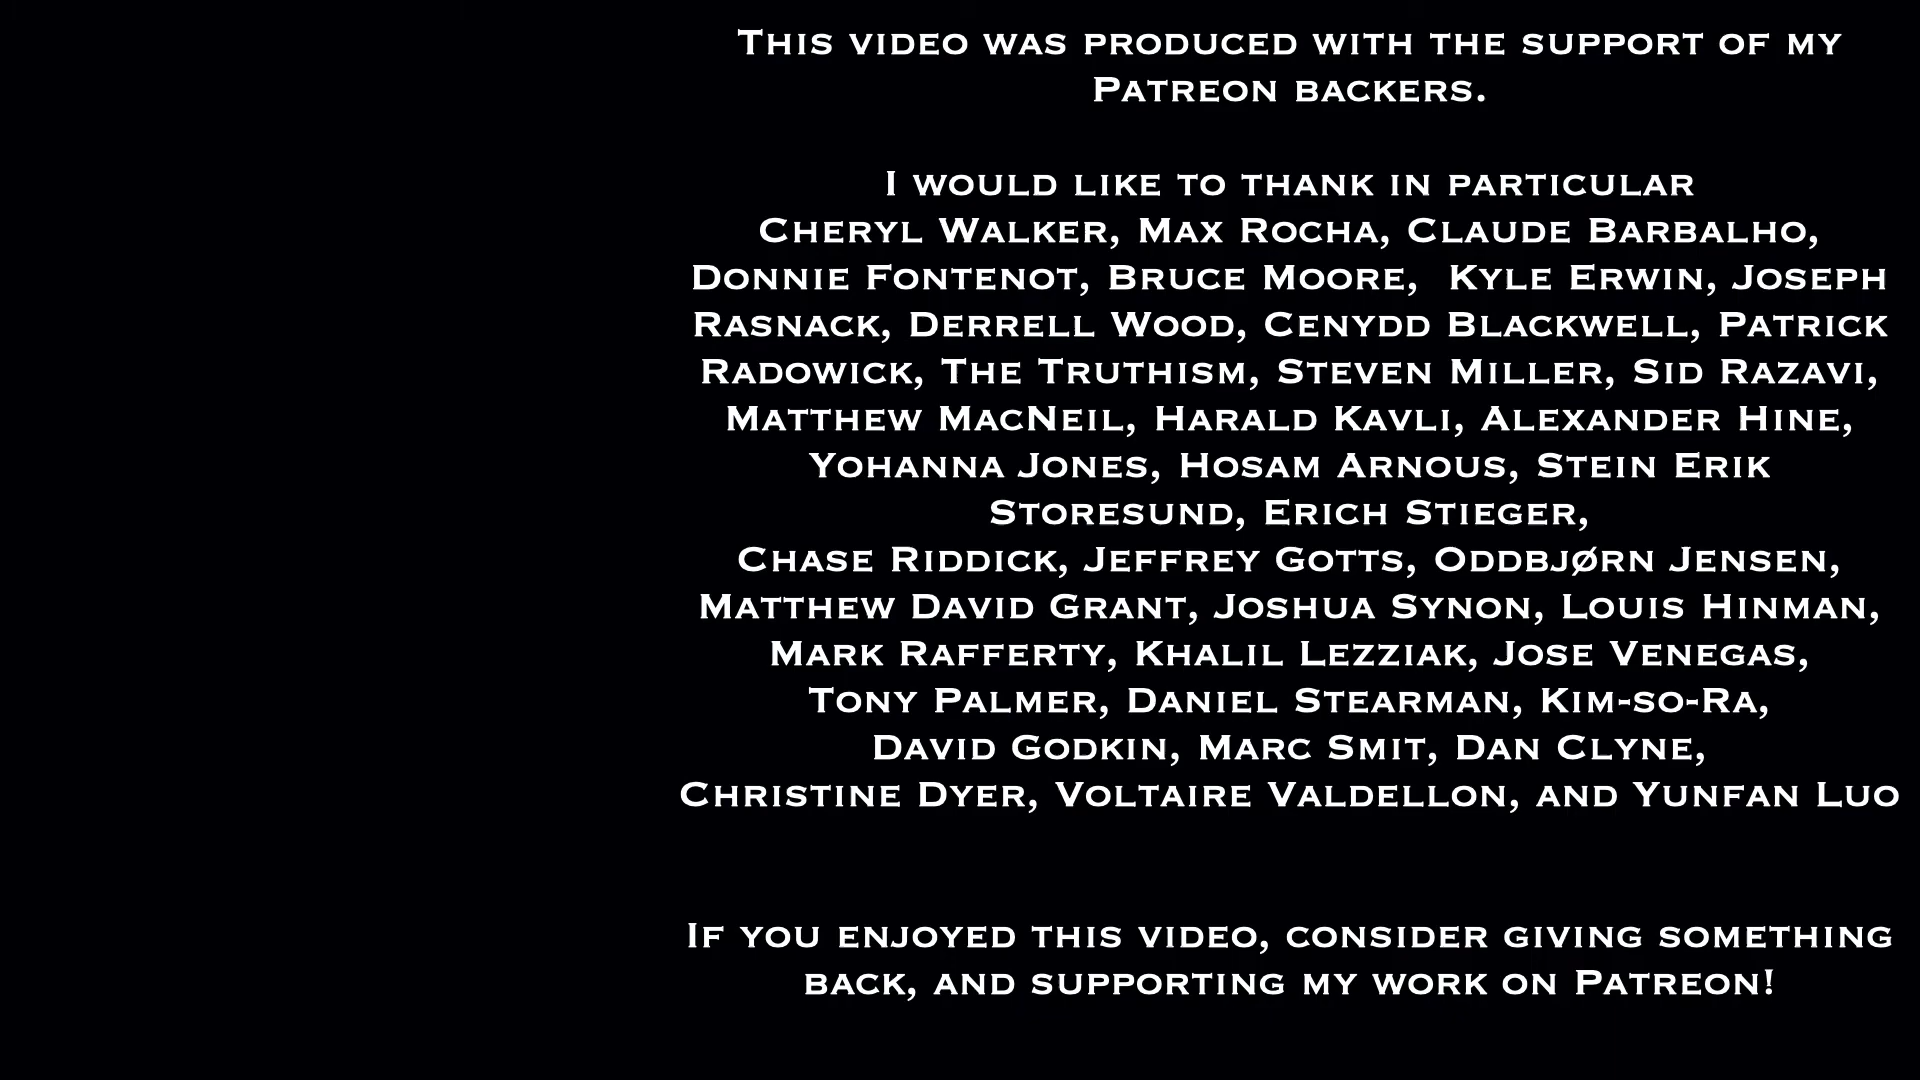 This video was produced with the support of my
Patreon backers.
I would like to thank in particular
Cheryl Walker, Max Rocha, Claude Barbalho,
Donnie Fontenot, Bruce Moore,  Kyle Erwin, Joseph
Rasnack, Derrell Wood, Cenydd Blackwell, Patrick
Radowick, The Truthism, Steven Miller, Sid Razavi,
Matthew MacNeil, Harald Kavli, Alexander Hine,
Yohanna Jones, Hosam Arnous, Stein Erik
Storesund, Erich Stieger,
Chase Riddick, Jeffrey Gotts, Oddbjørn Jensen,
Matthew David Grant, Joshua Synon, Louis Hinman,
Mark Rafferty, Khalil Lezziak, Jose Venegas,
Tony Palmer, Daniel Stearman, Kim-so-Ra,
David Godkin, Marc Smit, Dan Clyne,
Christine Dyer, Voltaire Valdellon, and Yunfan Luo
If you enjoyed this video, consider giving something
back, and supporting my work on Patreon!